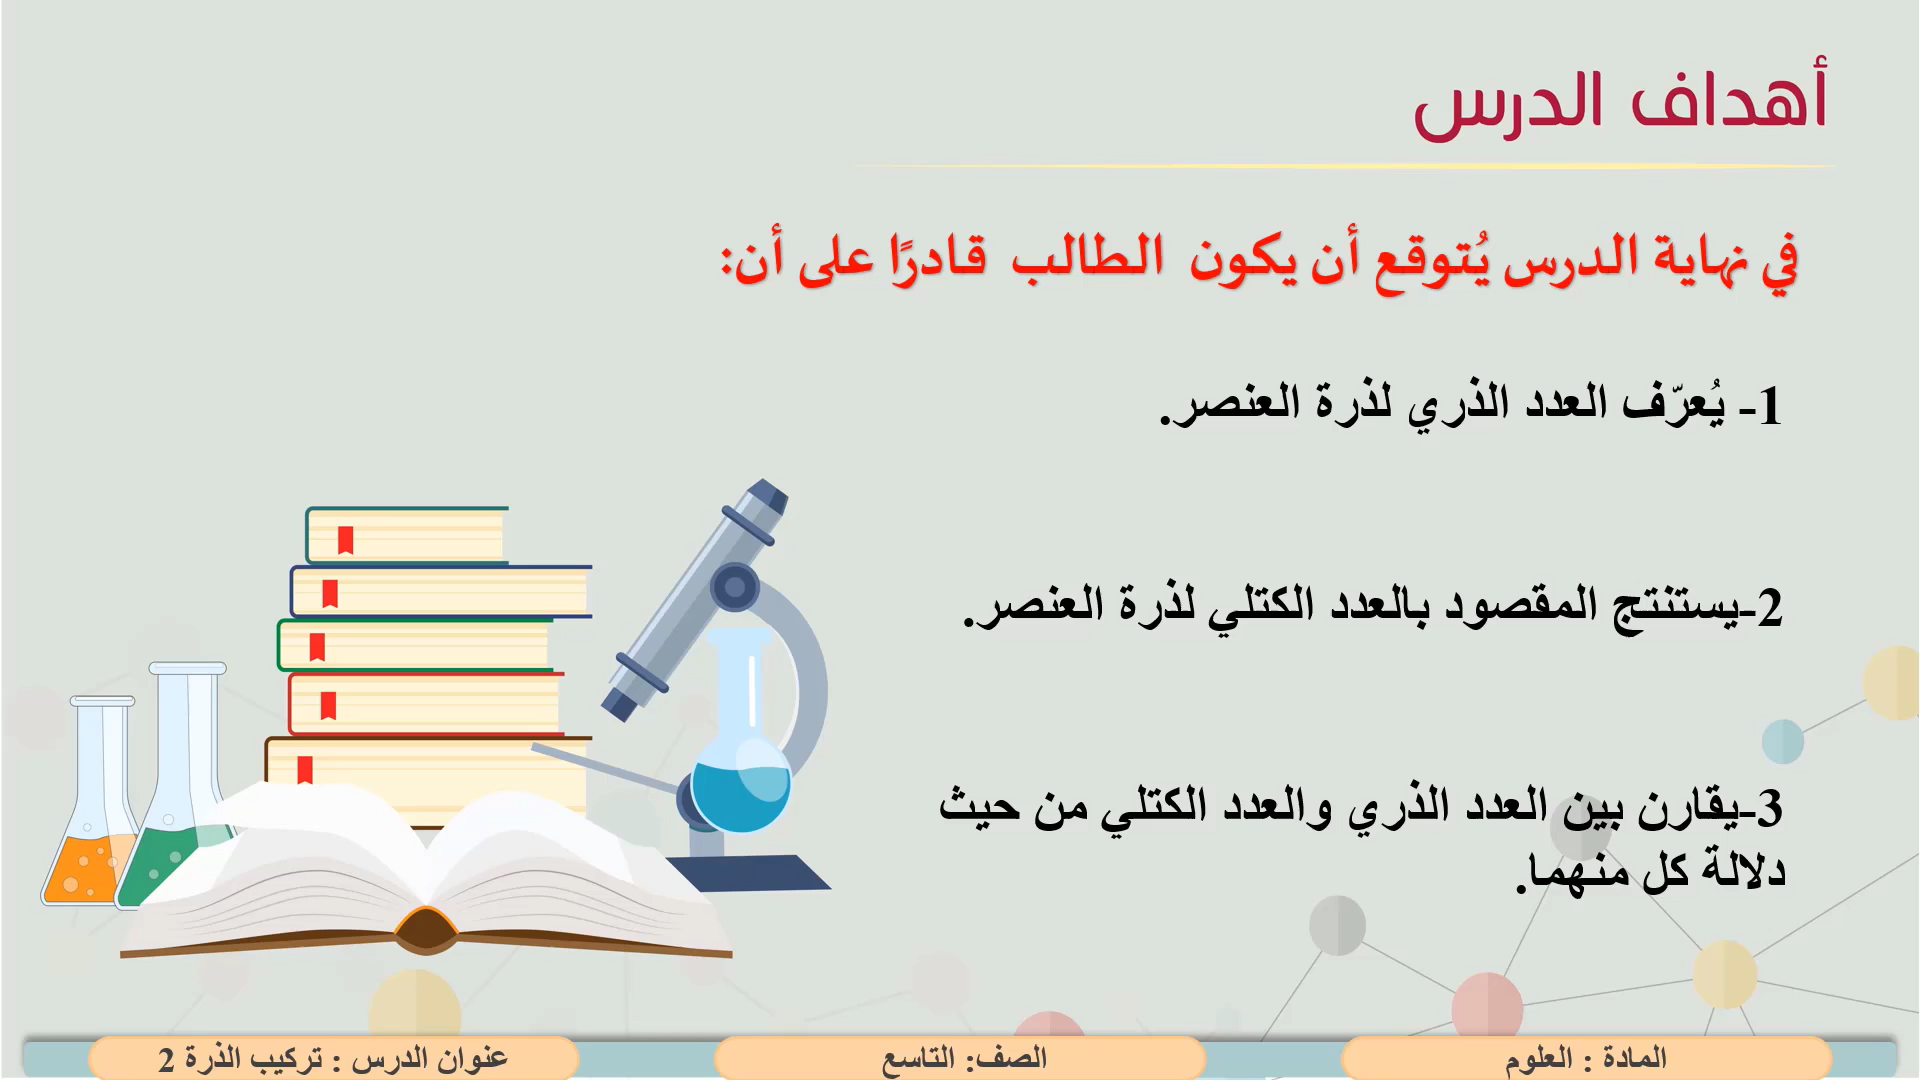 أهداف الدرس
في نهاية الدرس يُتوقع أن يكون الطالب قادرًا على أن:
1- يُعرّف العدد الذري لذرة العنصر.
2-يستنتج المقصود بالعدد الكتلي لذرة العنصر.
3-يقارن بين العدد الذري والعدد الكتلي من حيث
دلالة كل منهما.
المادة : العلوم
الصف: التاسع
عنوان الدرس : تركيب الذرة 2